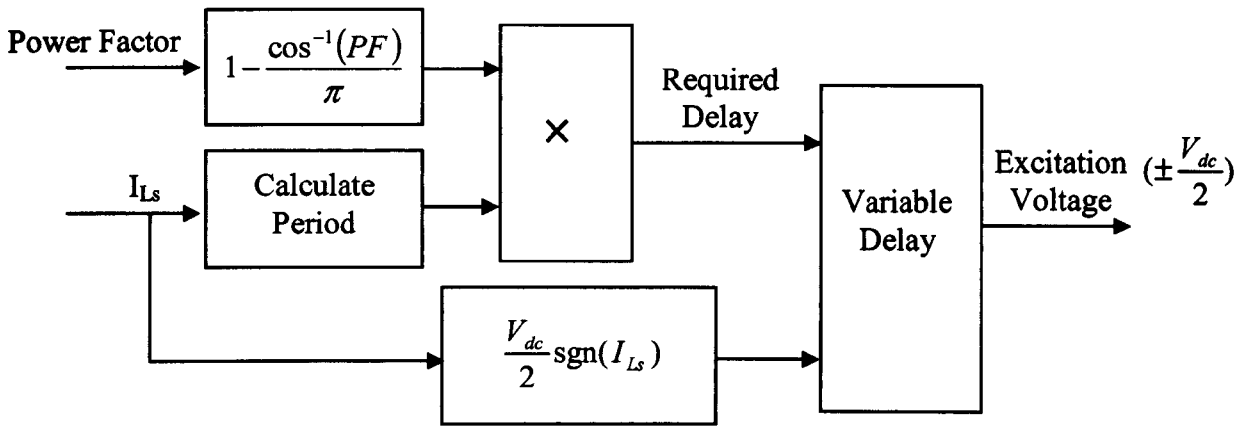 Power Factor
1 - cos⁻¹(PF) / π
×
Required
Delay
I_Ls
Calculate
Period
Variable
Delay
Excitation
Voltage
(± V_dc / 2)
V_dc / 2 sgn(I_Ls)